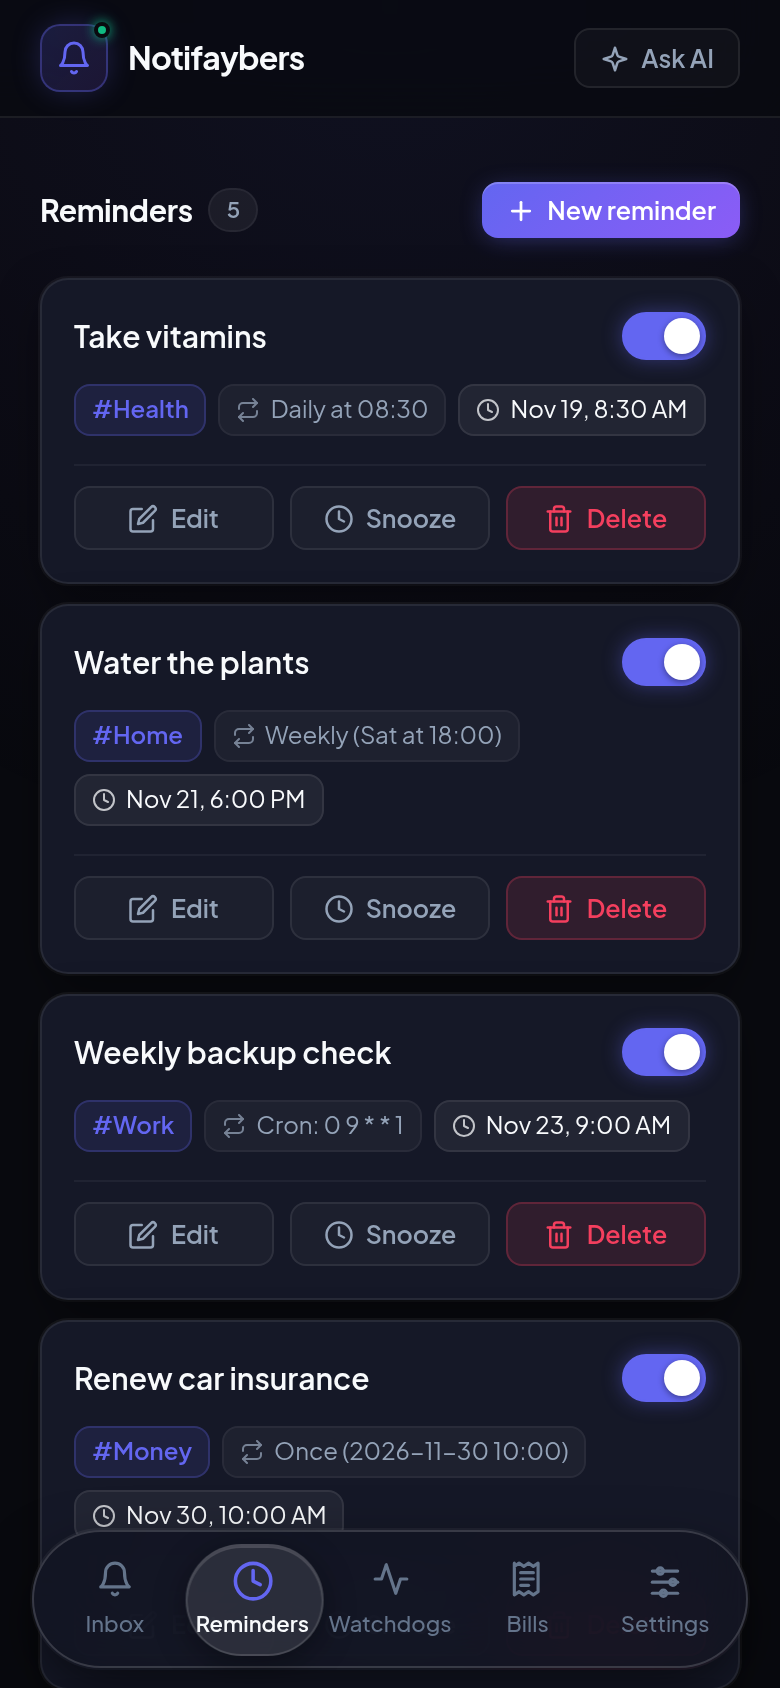 Notifaybers
Ask AI
Reminders 5
New reminder
Take vitamins
#Health Daily at 08:30 Nov 19, 8:30 AM
Edit Snooze Delete
Water the plants
#Home Weekly (Sat at 18:00)
Nov 21, 6:00 PM
Edit Snooze Delete
Weekly backup check
#Work Cron: 0 9 * * 1 Nov 23, 9:00 AM
Edit Snooze Delete
Renew car insurance
#Money Once (2026-11-30 10:00)
Nov 30, 10:00 AM
Inbox Reminders Watchdogs Bills Settings